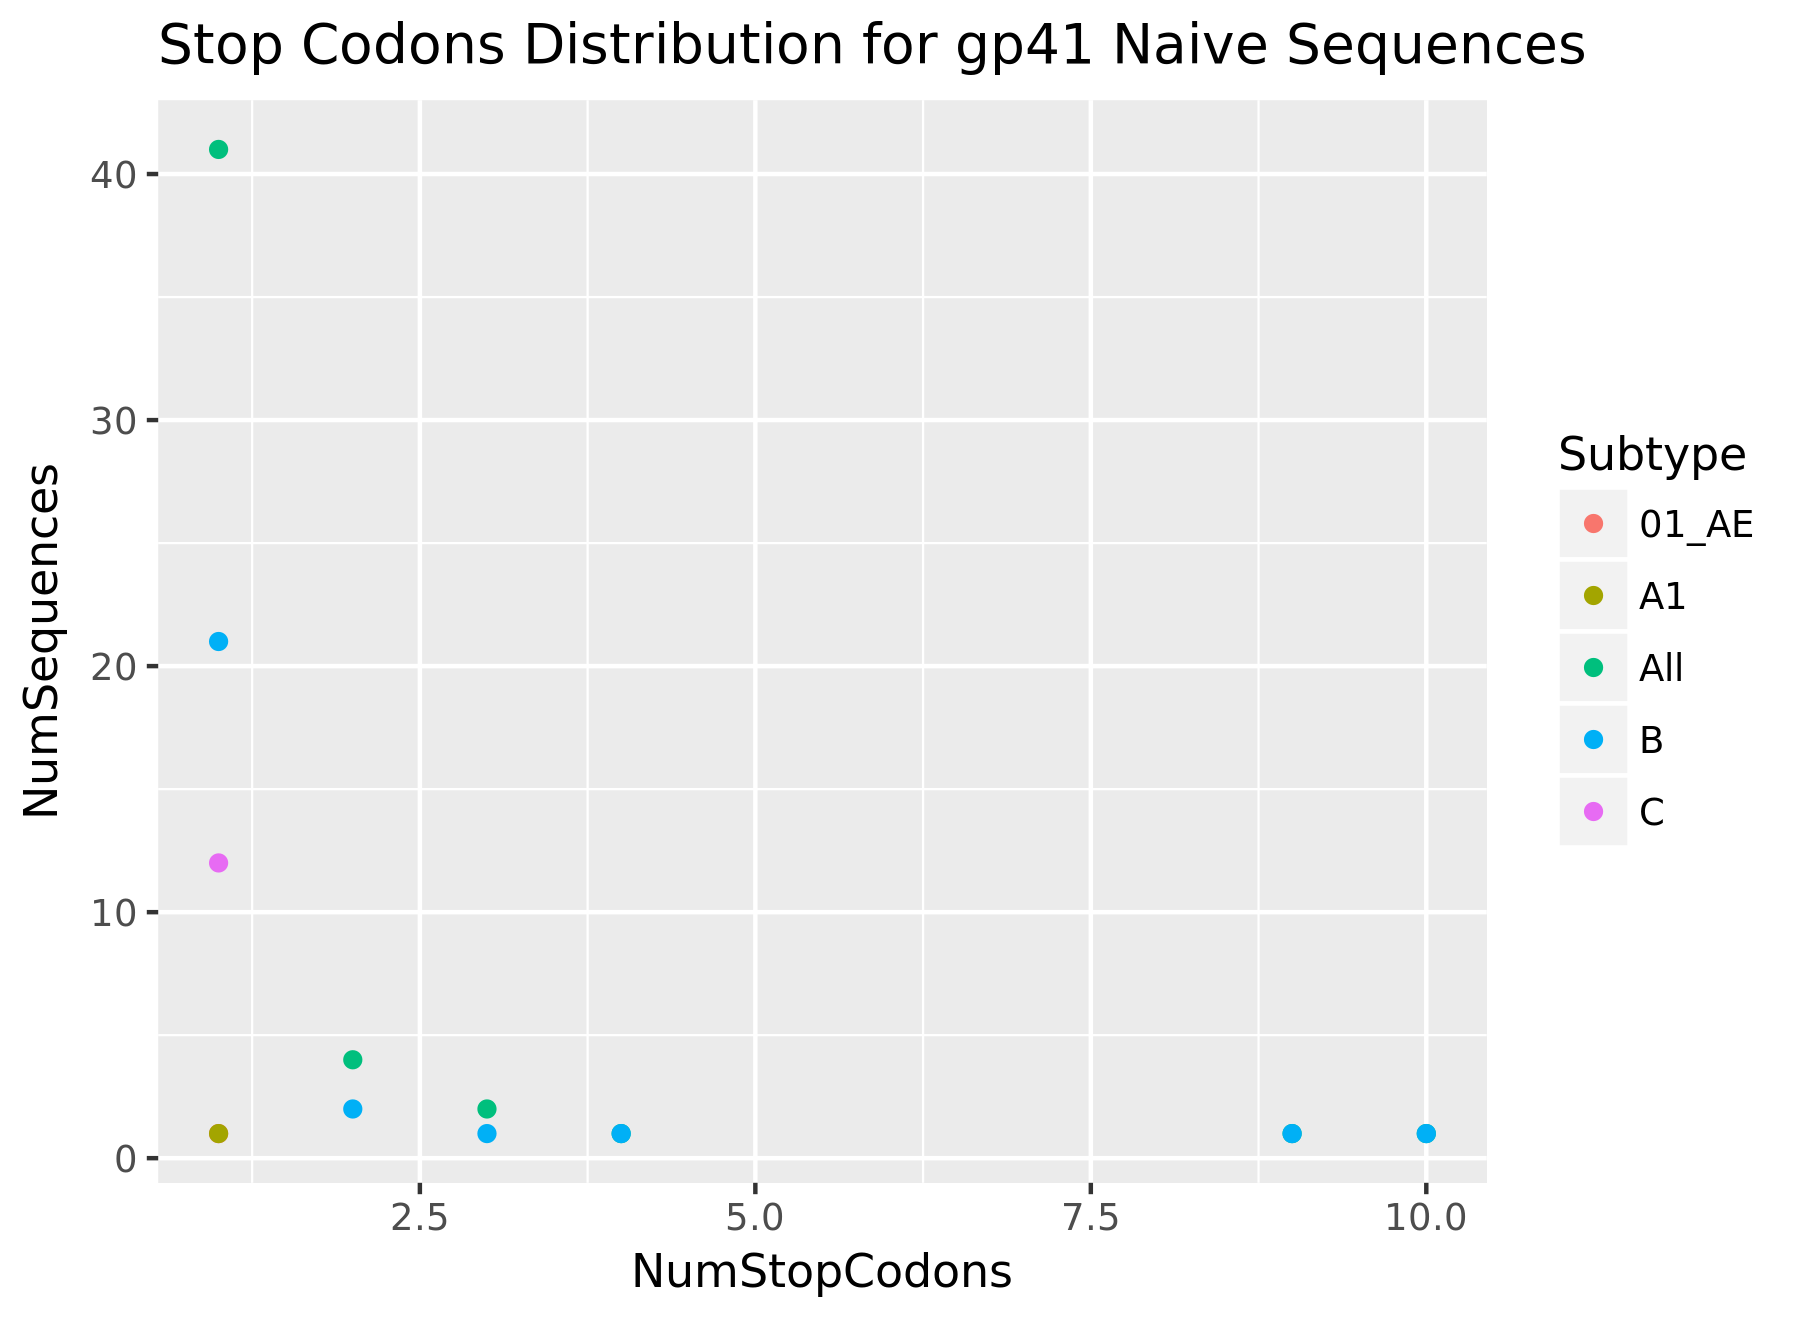 Stop Codons Distribution for gp41 Naive Sequences
NumSequences
40
30
20
10
0
2.5 5.0 7.5 10.0
NumStopCodons
Subtype
01_AE
A1
All
B
C